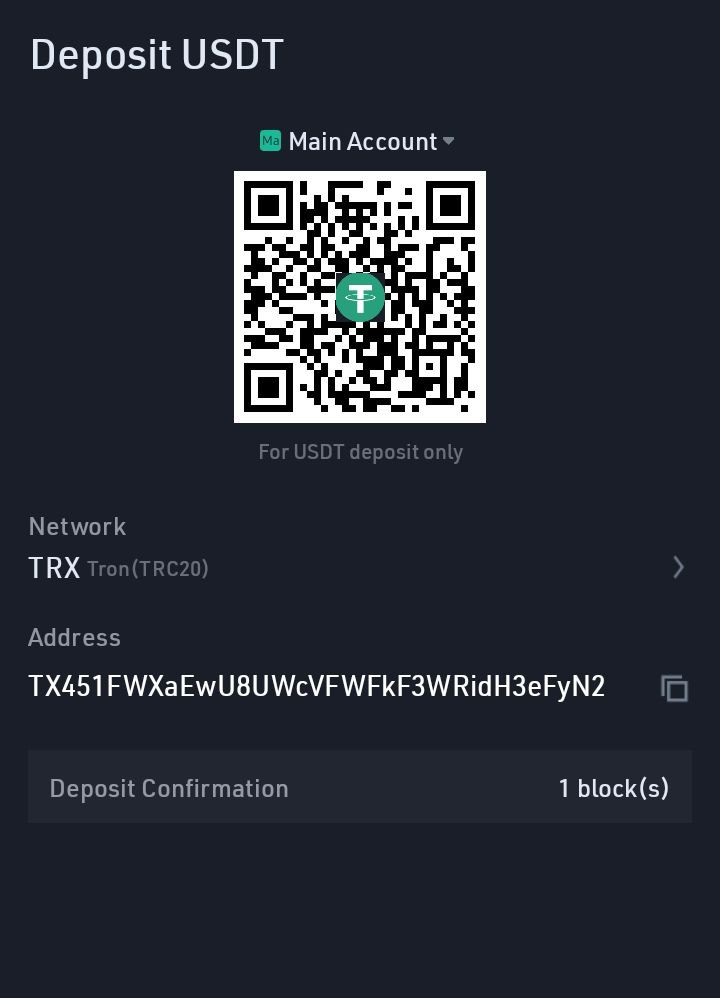 Deposit USDT
Ma Main Account
For USDT deposit only
Network
TRX Tron(TRC20)
Address
TX451FWXaEwU8UWcVFWFkF3WRidH3eFyN2
Deposit Confirmation 1 block(s)